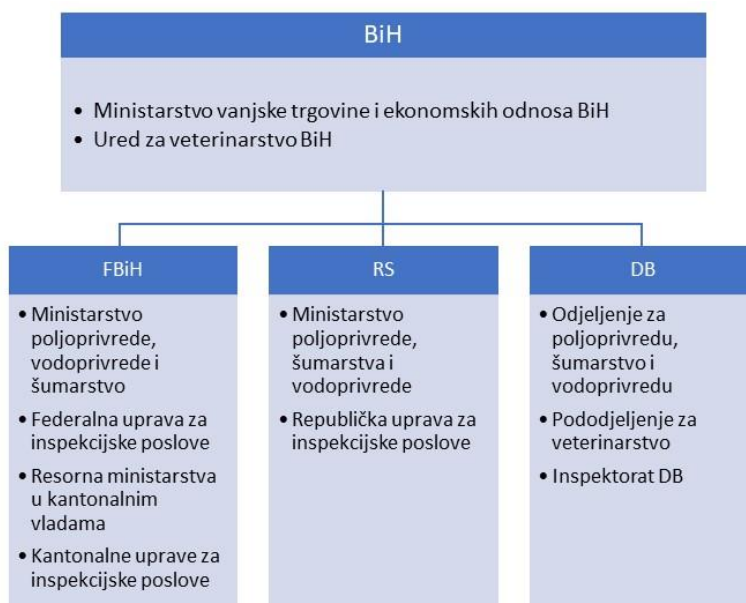 BiH
• Ministarstvo vanjske trgovine i ekonomskih odnosa BiH
• Ured za veterinarstvo BiH
FBiH
• Ministarstvo
poljoprivrede,
vodoprivrede i
šumarstvo
• Federalna uprava za
inspekcijske poslove
• Resorna ministarstva
u kantonalnim
vladama
• Kantonalne uprave za
inspekcijske poslove
RS
• Ministarstvo
poljoprivrede,
šumarstva i
vodoprivrede
• Republička uprava za
inspekcijske poslove
DB
• Odjeljenje za
poljoprivredu,
šumarstvo i
vodoprivredu
• Pododjeljenje za
veterinarstvo
• Inspektorat DB